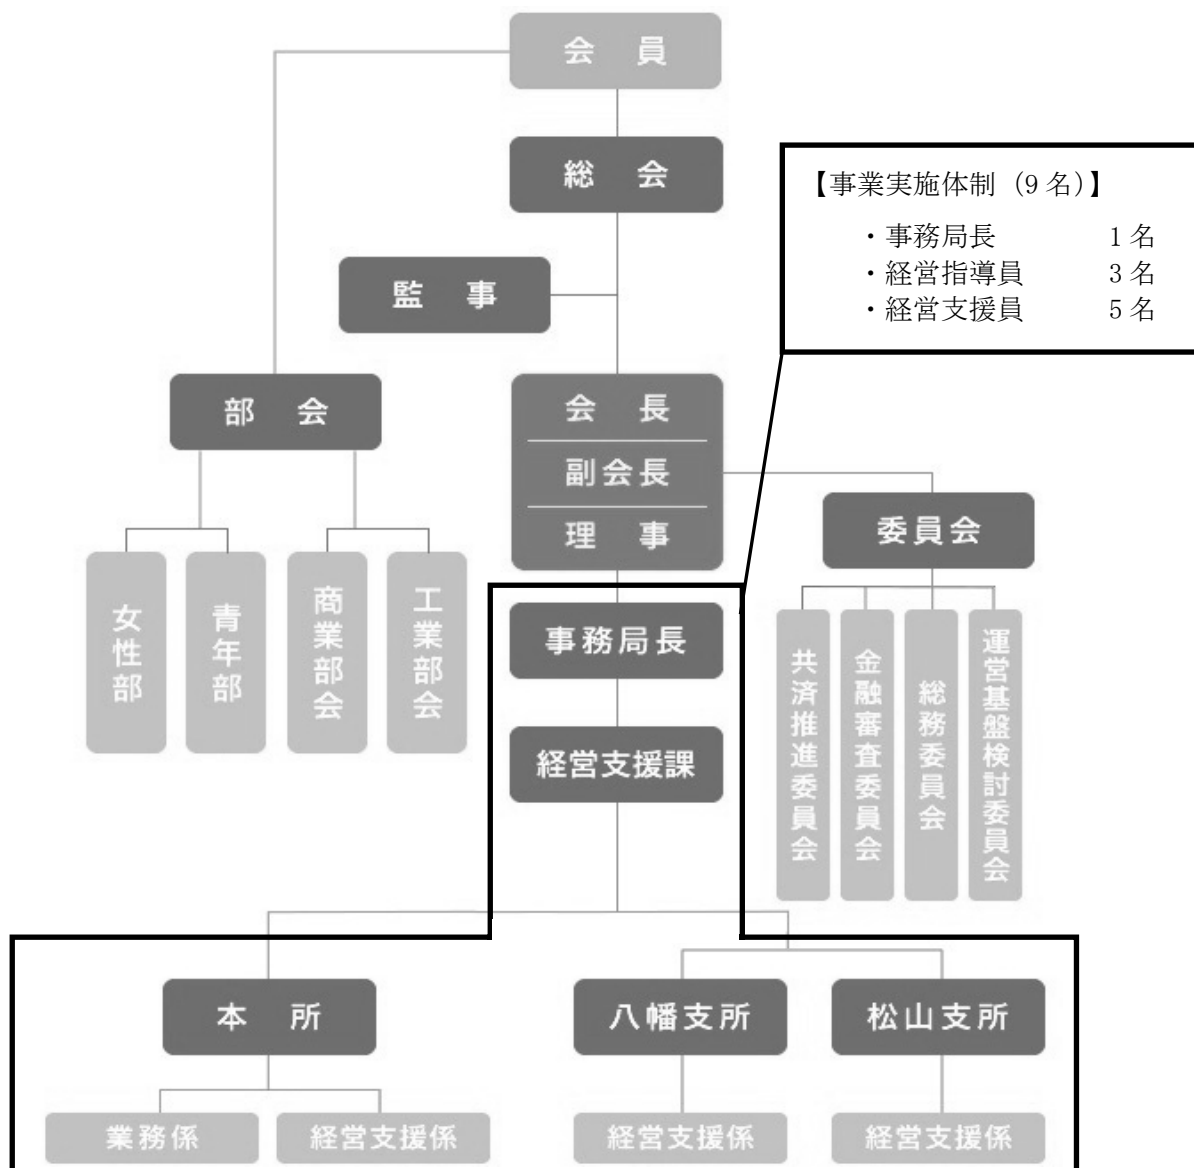 会 員
総 会
【事業実施体制（9名）】
・事務局長 1名
・経営指導員 3名
・経営支援員 5名
監 事
部 会
会 長
副会長
理 事
委員会
女性部
青年部
商業部会
工業部会
事務局長
経営支援課
共済推進委員会
金融審査委員会
総務委員会
運営基盤検討委員会
本 所
八幡支所
松山支所
業務係
経営支援係
経営支援係
経営支援係